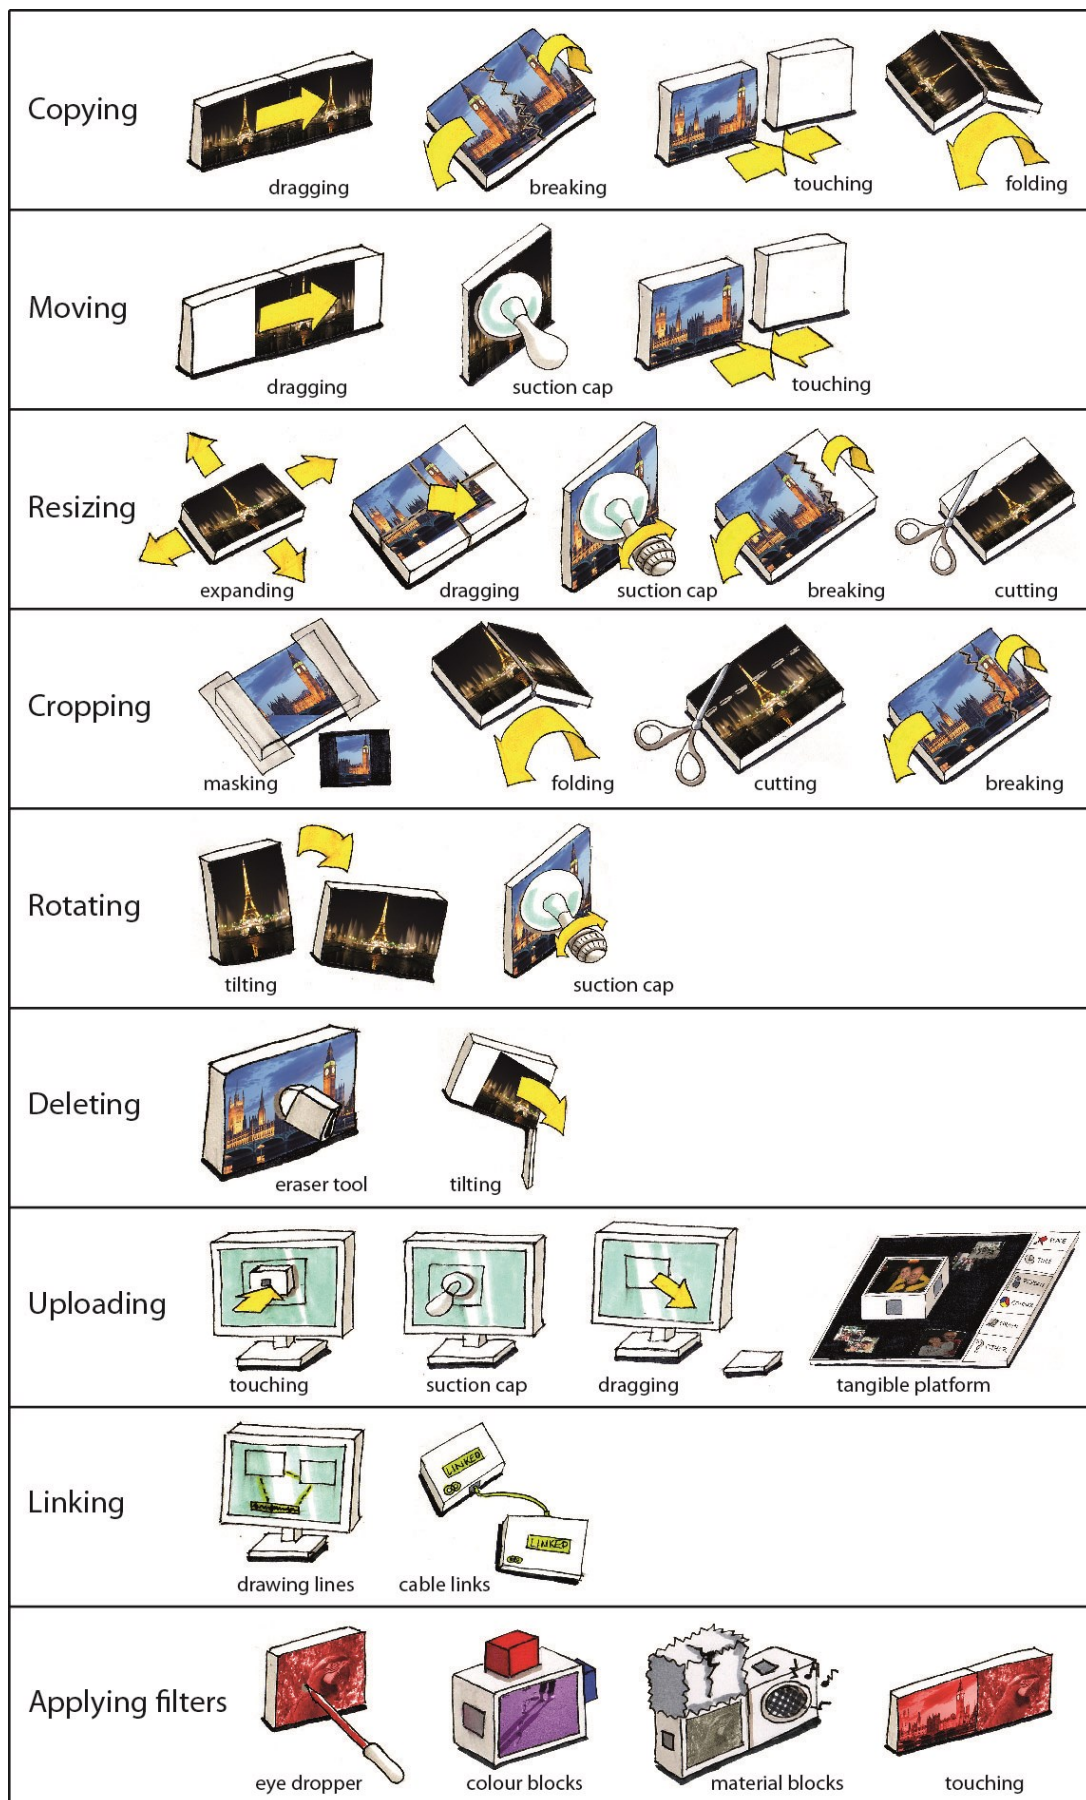 Copying
dragging
breaking
touching
folding
Moving
dragging
suction cap
touching
Resizing
expanding
dragging
suction cap
breaking
cutting
Cropping
masking
folding
cutting
breaking
Rotating
tilting
suction cap
Deleting
eraser tool
tilting
Uploading
touching
suction cap
dragging
tangible platform
Linking
LINKED
LINKED
drawing lines
cable links
Applying filters
eye dropper
colour blocks
material blocks
touching